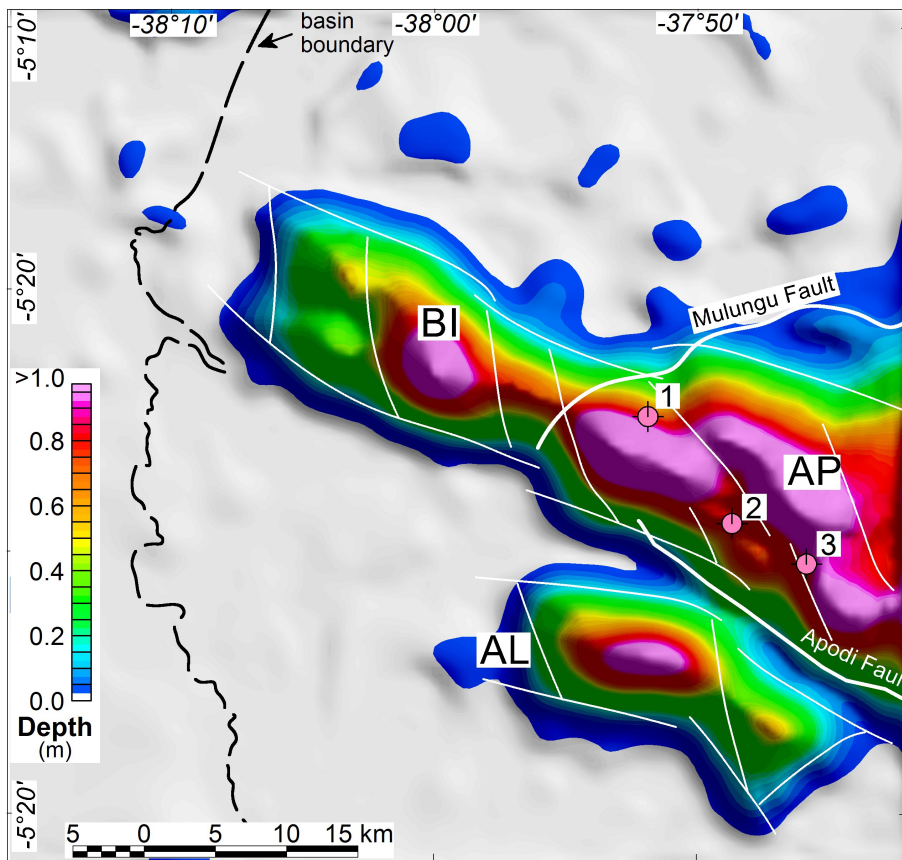 -38°10' -38°00' -37°50'
-5°10'
basin
boundary
-5°20'
Mulungu Fault
BI
>1.0
0.8
0.6
0.4
0.2
0.0
Depth
(m)
1
AP
2
3
AL
Apodi Faul
-5°20'
5 0 5 10 15 km